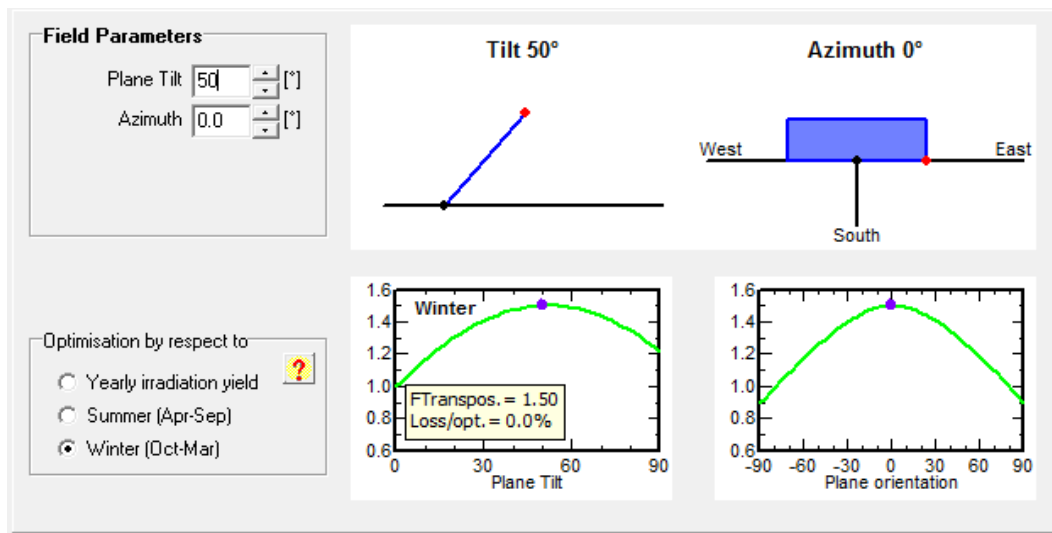 Field Parameters
Plane Tilt 50 [°]
Azimuth 0.0 [°]
Tilt 50°
Azimuth 0°
West
East
South
Optimisation by respect to
?
Yearly irradiation yield
Summer (Apr-Sep)
Winter (Oct-Mar)
1.6
1.4
1.2
1.0
0.8
0.6
Winter
FTranspos. = 1.50
Loss/opt. = 0.0%
0 30 60 90
Plane Tilt
1.6
1.4
1.2
1.0
0.8
0.6
-90 -60 -30 0 30 60 90
Plane orientation